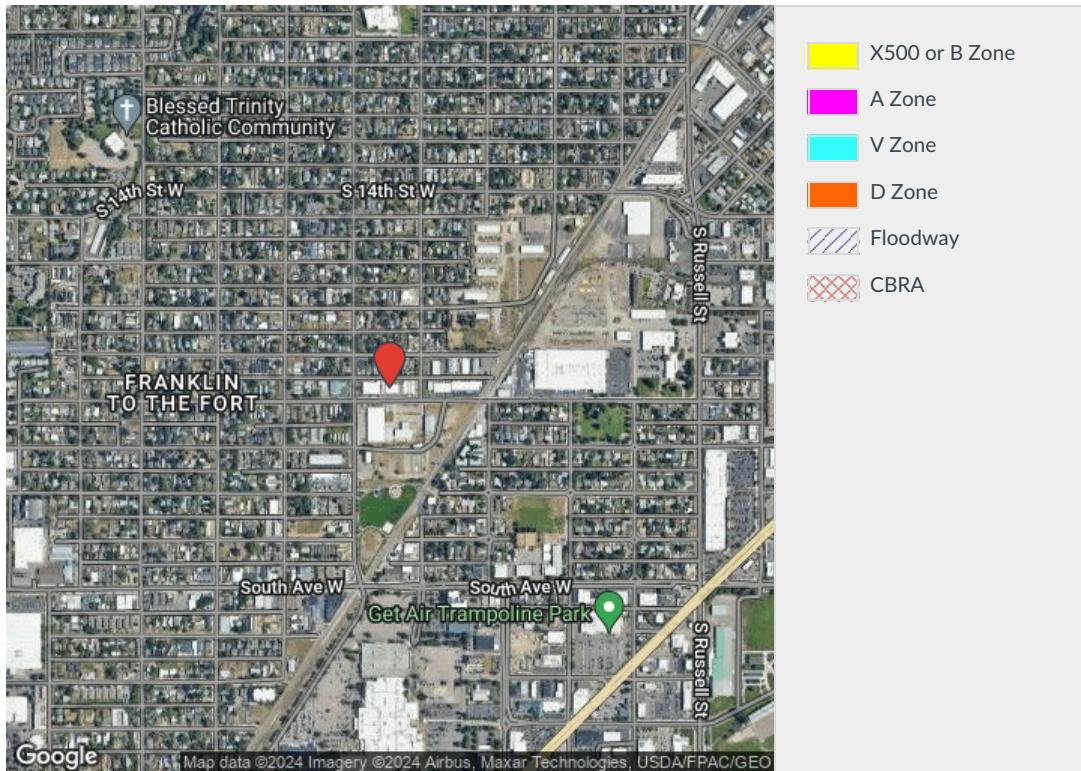 Blessed Trinity
Catholic Community
S 14th St W
S 14th St W
S Russell St
FRANKLIN
TO THE FORT
South Ave W
South Ave W
Get Air Trampoline Park
S Russell St
Google
Map data ©2024 Imagery ©2024 Airbus, Maxar Technologies, USDA/FPAC/GEO
X500 or B Zone
A Zone
V Zone
D Zone
Floodway
CBRA